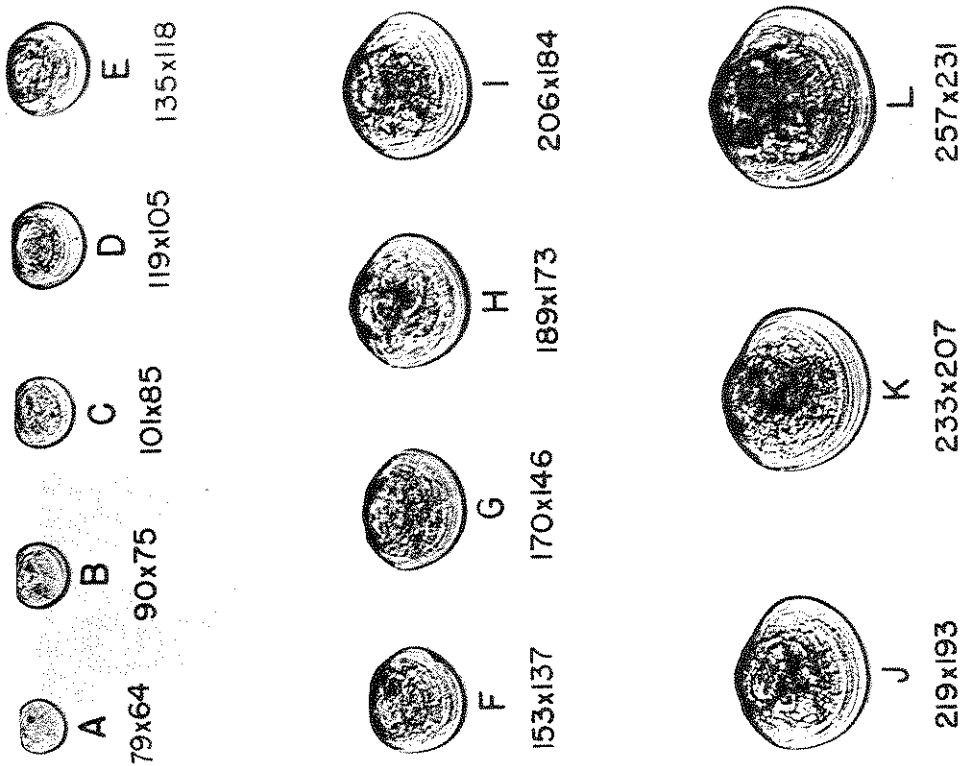 A
79x64
B
90x75
C
101x85
D
119x105
E
135x118
F
153x137
G
170x146
H
189x173
I
206x184
J
219x193
K
233x207
L
257x231